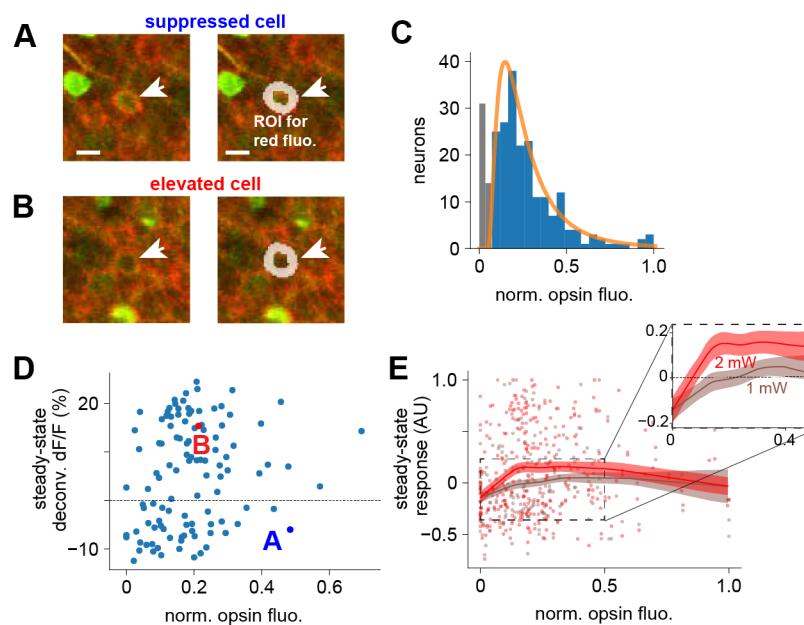 suppressed cell
A
ROI for
red fluo.
elevated cell
B
C
40
30
20
10
0
neurons
0
0.5
1.0
norm. opsin fluo.
D
20
−10
steady-state
deconv. dF/F (%)
B
A
0
0.2
0.4
0.6
norm. opsin fluo.
E
1.0
0
−0.5
steady-state
response (AU)
0
0.5
1.0
norm. opsin fluo.
0.2
0
−0.2
2 mW
1 mW
0
0.4